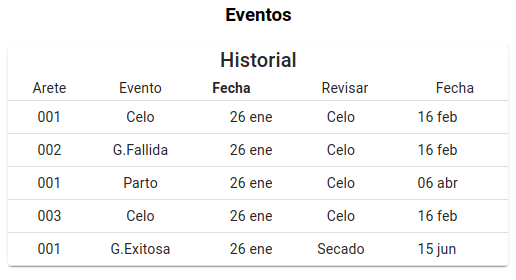 Eventos
Historial
Arete Evento Fecha Revisar Fecha
001 Celo 26 ene Celo 16 feb
002 G.Fallida 26 ene Celo 16 feb
001 Parto 26 ene Celo 06 abr
003 Celo 26 ene Celo 16 feb
001 G.Exitosa 26 ene Secado 15 jun